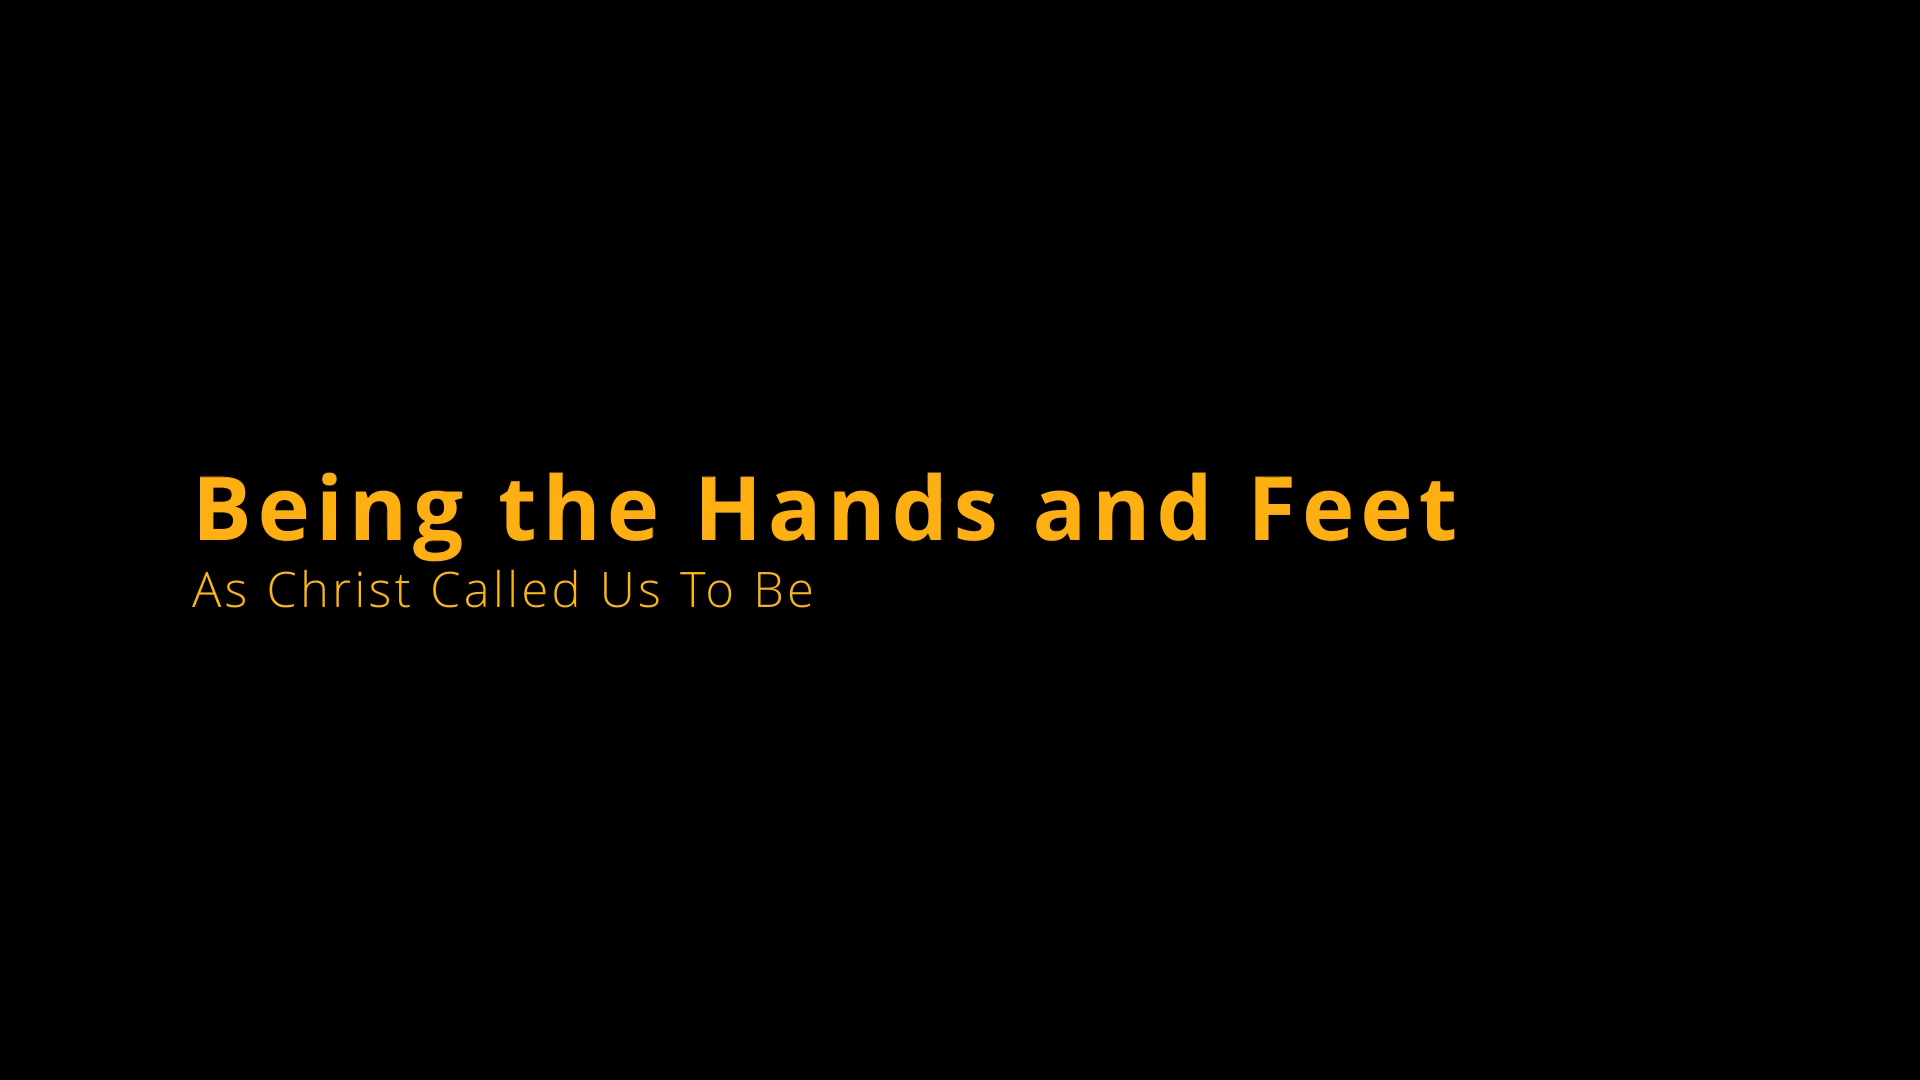 Being the Hands and Feet
As Christ Called Us To Be